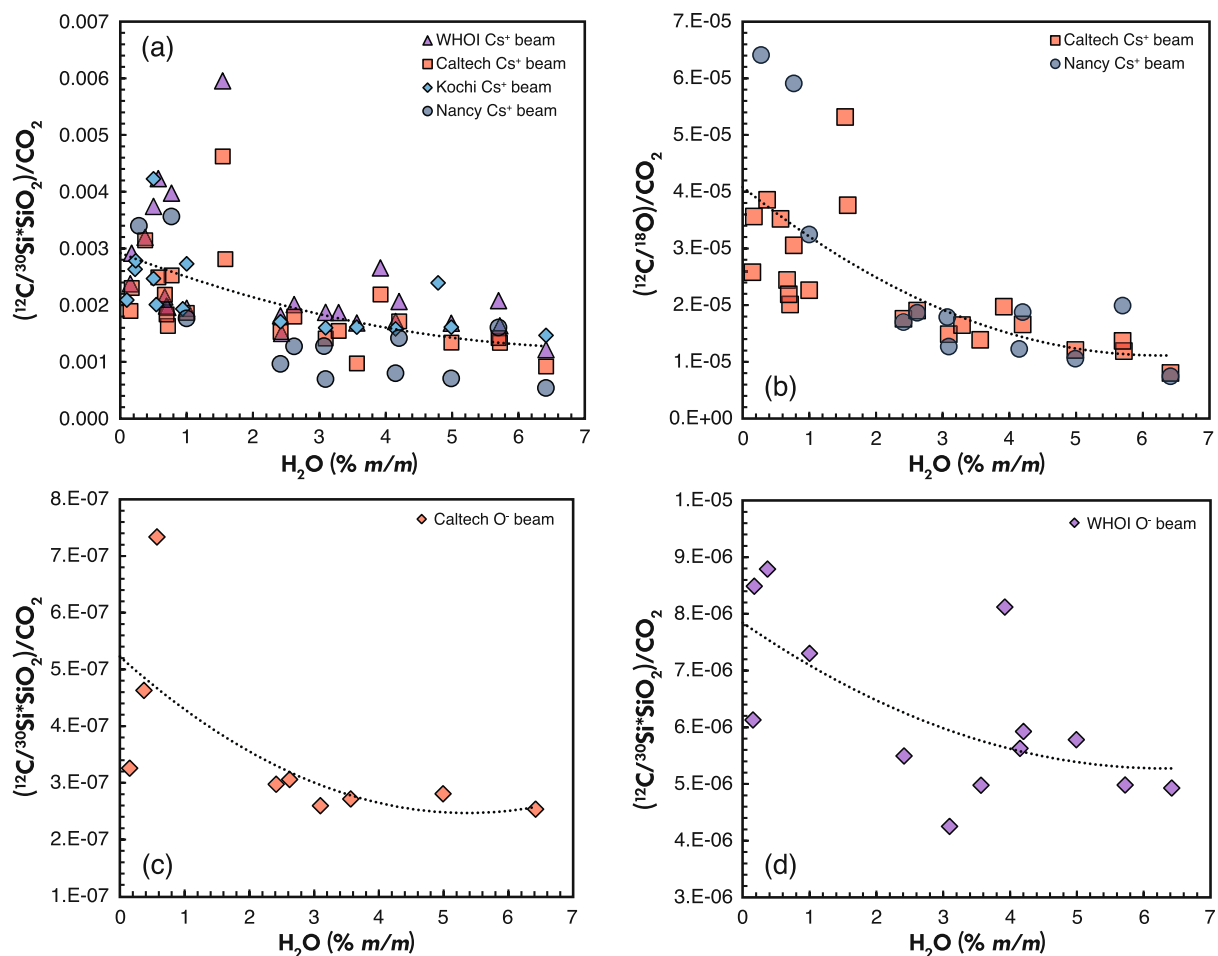 (a)
WHOI Cs⁺ beam
Caltech Cs⁺ beam
Kochi Cs⁺ beam
Nancy Cs⁺ beam
0.007
0.006
0.005
0.004
0.003
0.002
0.001
0.000
(¹²C/³⁰Si*SiO₂)/CO₂
0 1 2 3 4 5 6 7
H₂O (% m/m)
(b)
Caltech Cs⁺ beam
Nancy Cs⁺ beam
7.E-05
6.E-05
5.E-05
4.E-05
3.E-05
2.E-05
1.E-05
0.E+00
(¹²C/¹⁸O)/CO₂
0 1 2 3 4 5 6 7
H₂O (% m/m)
Caltech O⁻ beam
8.E-07
7.E-07
6.E-07
5.E-07
4.E-07
3.E-07
2.E-07
1.E-07
(¹²C/³⁰Si*SiO₂)/CO₂
(c)
0 1 2 3 4 5 6 7
H₂O (% m/m)
WHOI O⁻ beam
1.E-05
9.E-06
8.E-06
7.E-06
6.E-06
5.E-06
4.E-06
3.E-06
(¹²C/³⁰Si*SiO₂)/CO₂
(d)
0 1 2 3 4 5 6 7
H₂O (% m/m)